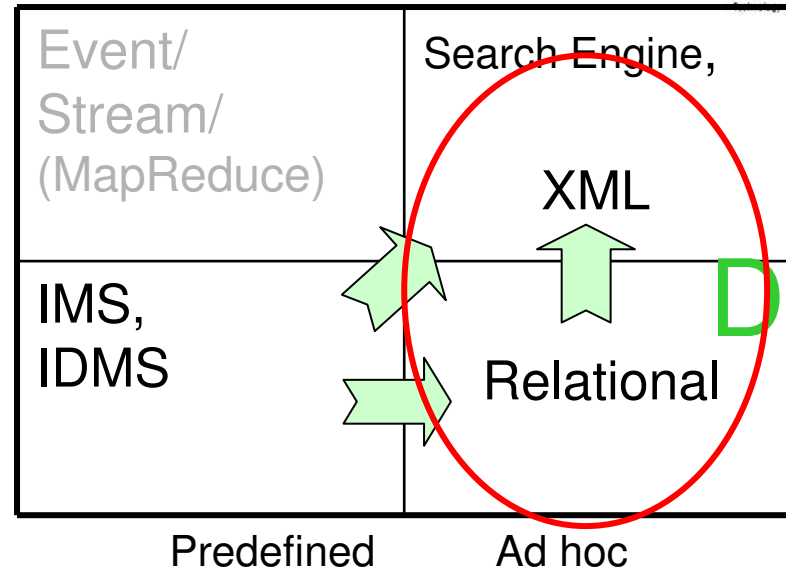 Event/
Stream/
(MapReduce)
Search Engine,
XML
IMS,
IDMS
Relational
D
Predefined
Ad hoc